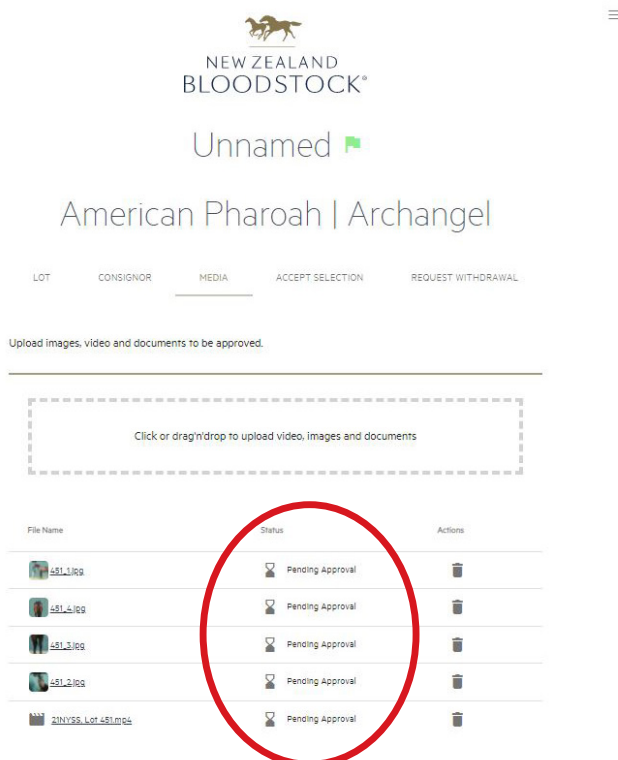 NEW ZEALAND
BLOODSTOCK®
Unnamed
American Pharoah | Archangel
LOT CONSIGNOR MEDIA ACCEPT SELECTION REQUEST WITHDRAWAL
Upload images, video and documents to be approved.
Click or drag'n'drop to upload video, images and documents
File Name Status Actions
451_1.jpg Pending Approval
451_4.jpg Pending Approval
451_3.jpg Pending Approval
451_2.jpg Pending Approval
21NYSS, Lot 451.mp4 Pending Approval